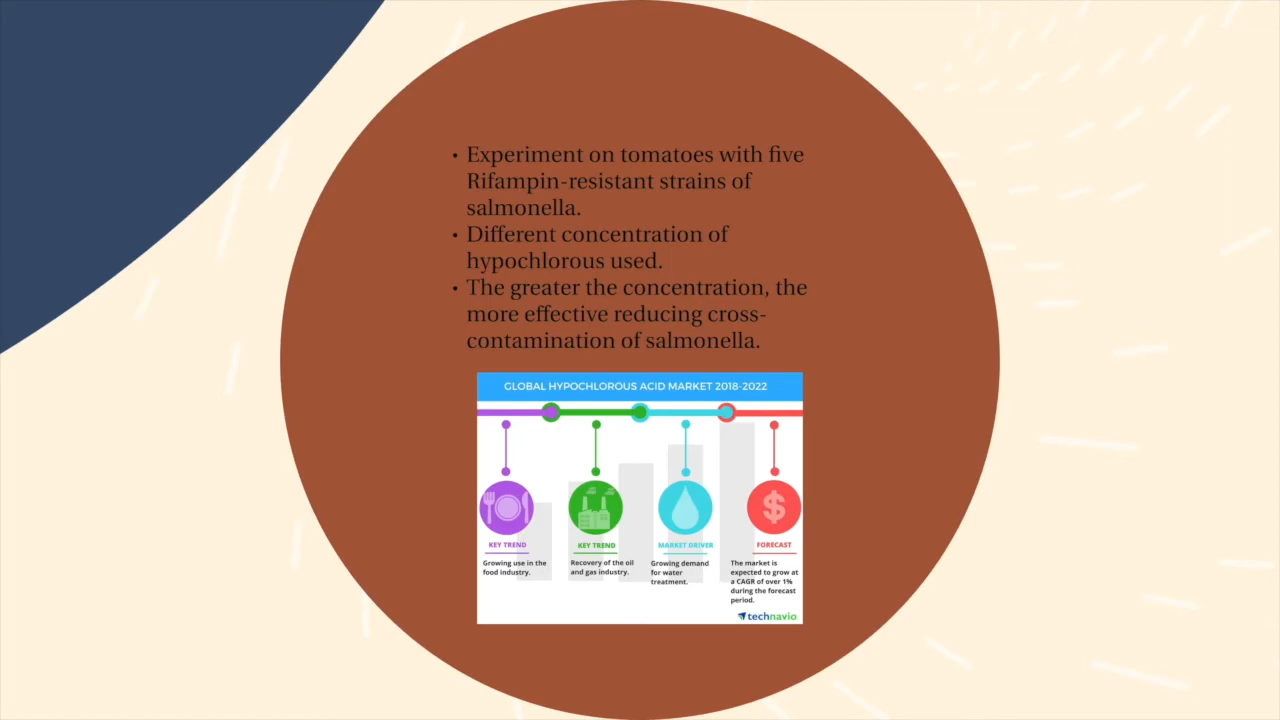 • Experiment on tomatoes with five
Rifampin-resistant strains of
salmonella.
• Different concentration of
hypochlorous used.
• The greater the concentration, the
more effective reducing cross-
contamination of salmonella.
GLOBAL HYPOCHLOROUS ACID MARKET 2018-2022
KEY TREND
Growing use in the
food industry.
KEY TREND
Recovery of the oil
and gas industry.
MARKET DRIVER
Growing demand
for water
treatment.
FORECAST
The market is
expected to grow at
a CAGR of over 1%
during the forecast
period.
technavio